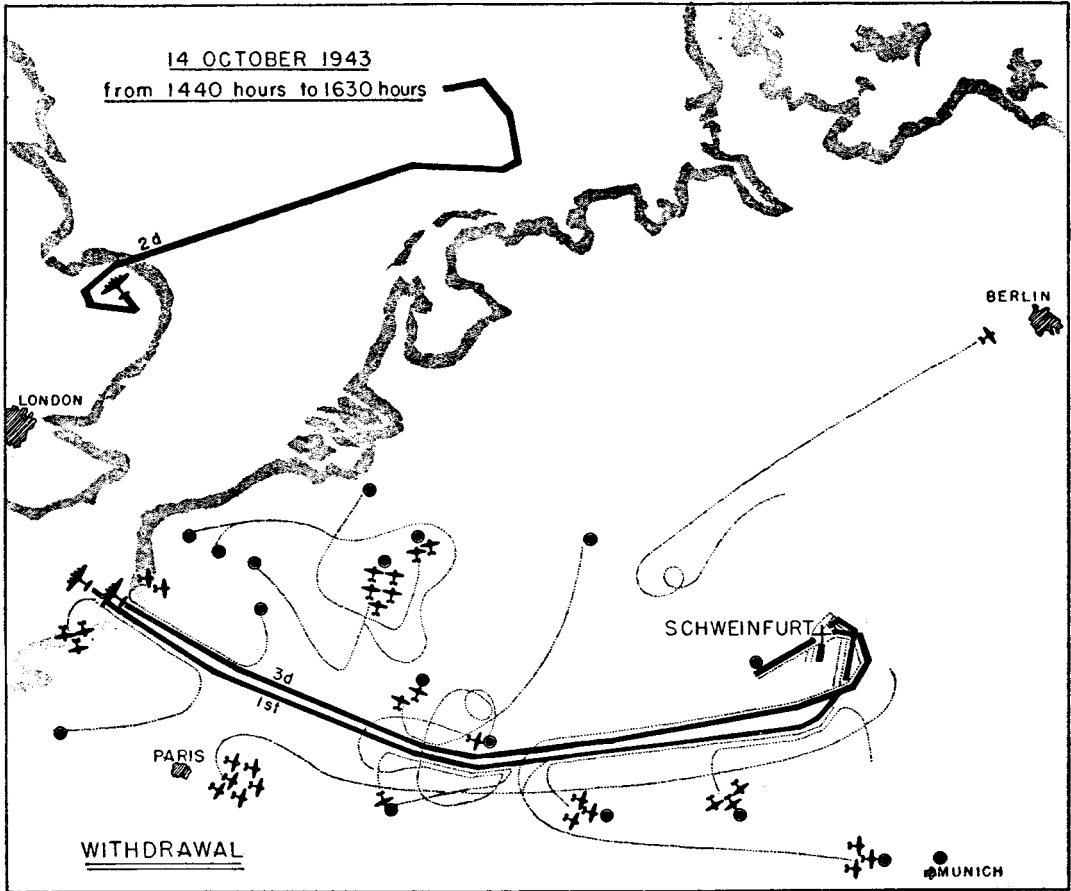 14 OCTOBER 1943
from 1440 hours to 1630 hours
2d
BERLIN
LONDON
SCHWEINFURT
3d
1st
PARIS
WITHDRAWAL
MUNICH